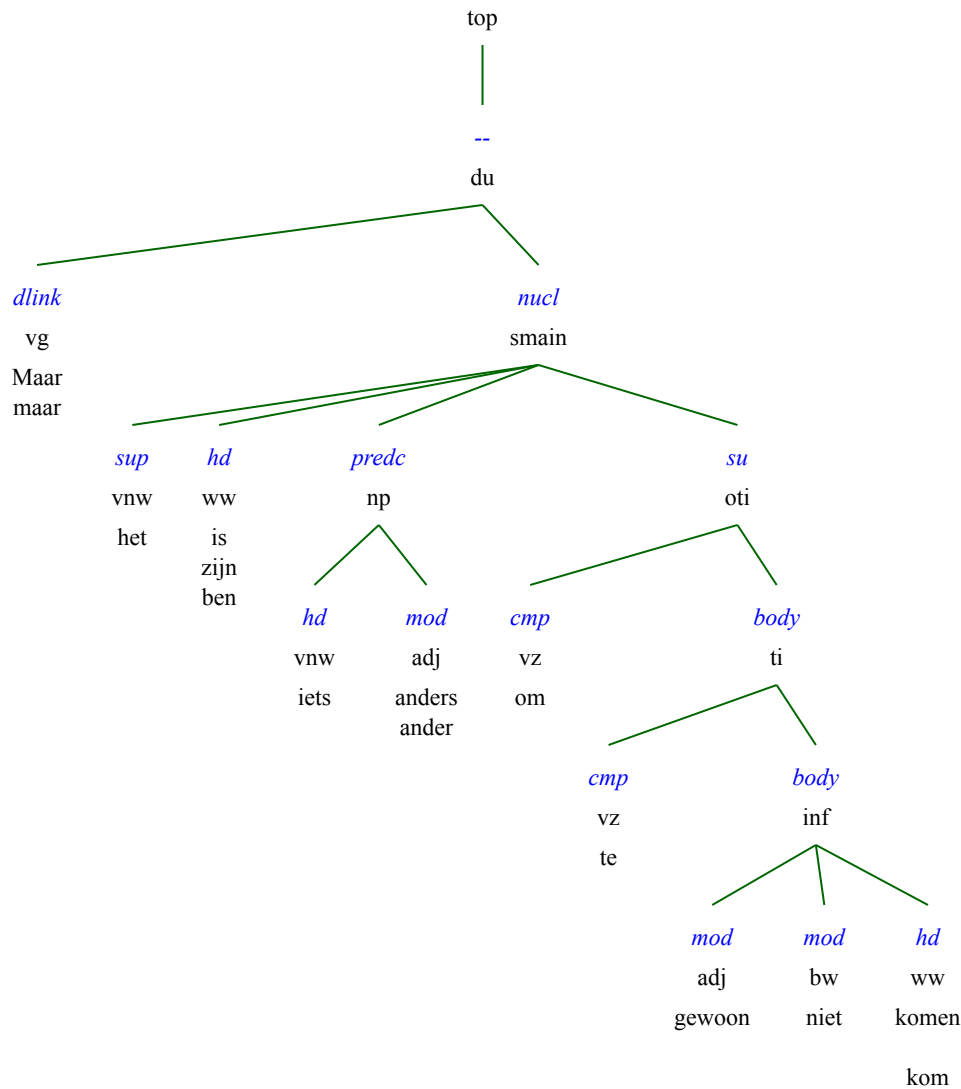 top
--
du
dlink nucl
vg smain
Maar
maar
sup hd predc su
vnw ww np oti
het is
zijn
ben
hd mod cmp body
vnw adj vz ti
iets anders om
ander
cmp body
vz inf
te
mod mod hd
adj bw ww
gewoon niet komen
kom